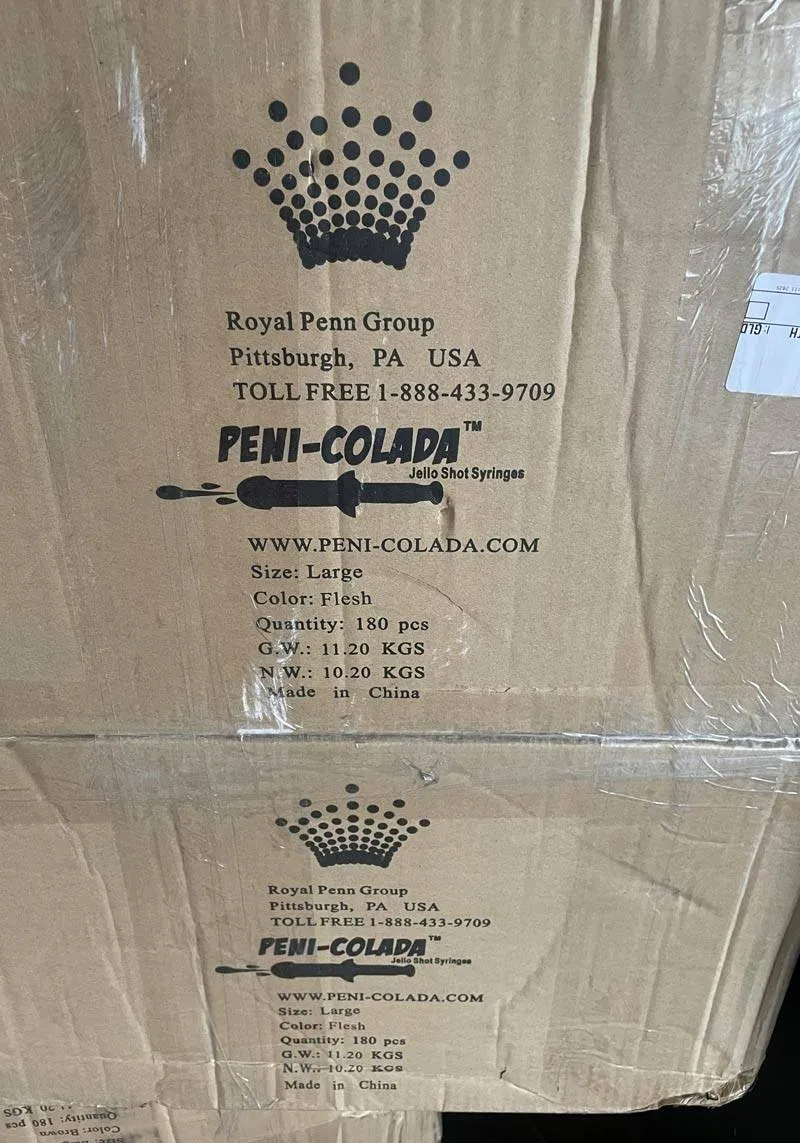 Royal Penn Group
Pittsburgh, PA USA
TOLL FREE 1-888-433-9709
PENI-COLADA™
Jello Shot Syringes
WWW.PENI-COLADA.COM
Size: Large
Color: Flesh
Quantity: 180 pcs
G.W.: 11.20 KGS
N.W.: 10.20 KGS
Made in China
Royal Penn Group
Pittsburgh, PA USA
TOLL FREE 1-888-433-9709
PENI-COLADA™
Jello Shot Syringes
WWW.PENI-COLADA.COM
Size: Large
Color: Flesh
Quantity: 180 pcs
G.W.: 11.20 KGS
N.W.: 10.20 KGS
Made in China
Color: Brown
Quantity: 180 pcs
KGS